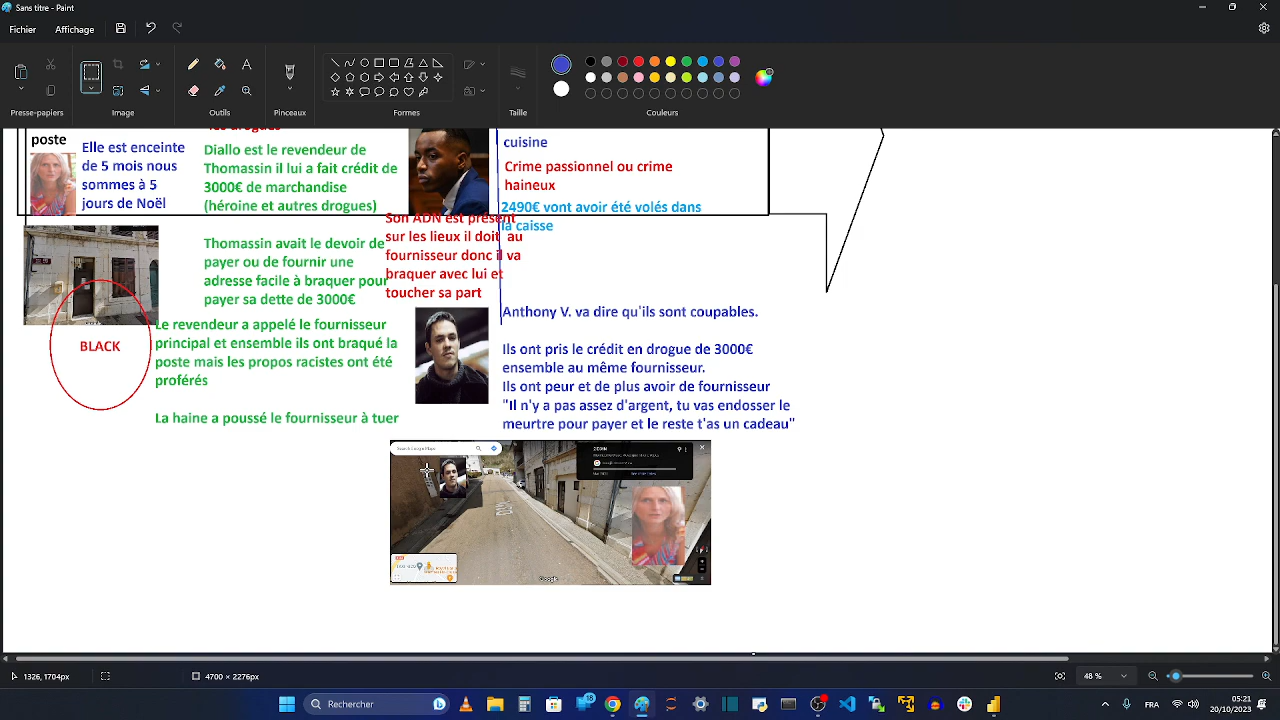 Sans titre - Paint
Fichier
Affichage
Presse-papiers
Image
Outils
Pinceaux
Formes
Taille
Couleurs
poste
Elle est enceinte
de 5 mois nous
sommes à 5
jours de Noël
les drogues
Diallo est le revendeur de
Thomassin il lui a fait crédit de
3000€ de marchandise
(héroine et autres drogues)
cuisine
Crime passionnel ou crime
haineux
2490€ vont avoir été volés dans
la caisse
Son ADN est présent
sur les lieux il doit au
fournisseur donc il va
braquer avec lui et
toucher sa part
Thomassin avait le devoir de
payer ou de fournir une
adresse facile à braquer pour
payer sa dette de 3000€
BLACK
Le revendeur a appelé le fournisseur
principal et ensemble ils ont braqué la
poste mais les propos racistes ont été
proférés
La haine a poussé le fournisseur à tuer
Anthony V. va dire qu'ils sont coupables.
Ils ont pris le crédit en drogue de 3000€
ensemble au même fournisseur.
Ils ont peur et de plus avoir de fournisseur
"Il n'y a pas assez d'argent, tu vas endosser le
meurtre pour payer et le reste t'as un cadeau"
Search Google Maps
Google
1326, 1704px
4700 × 2276px
48 %
Rechercher
18
FRA
05:21
20/10/2023